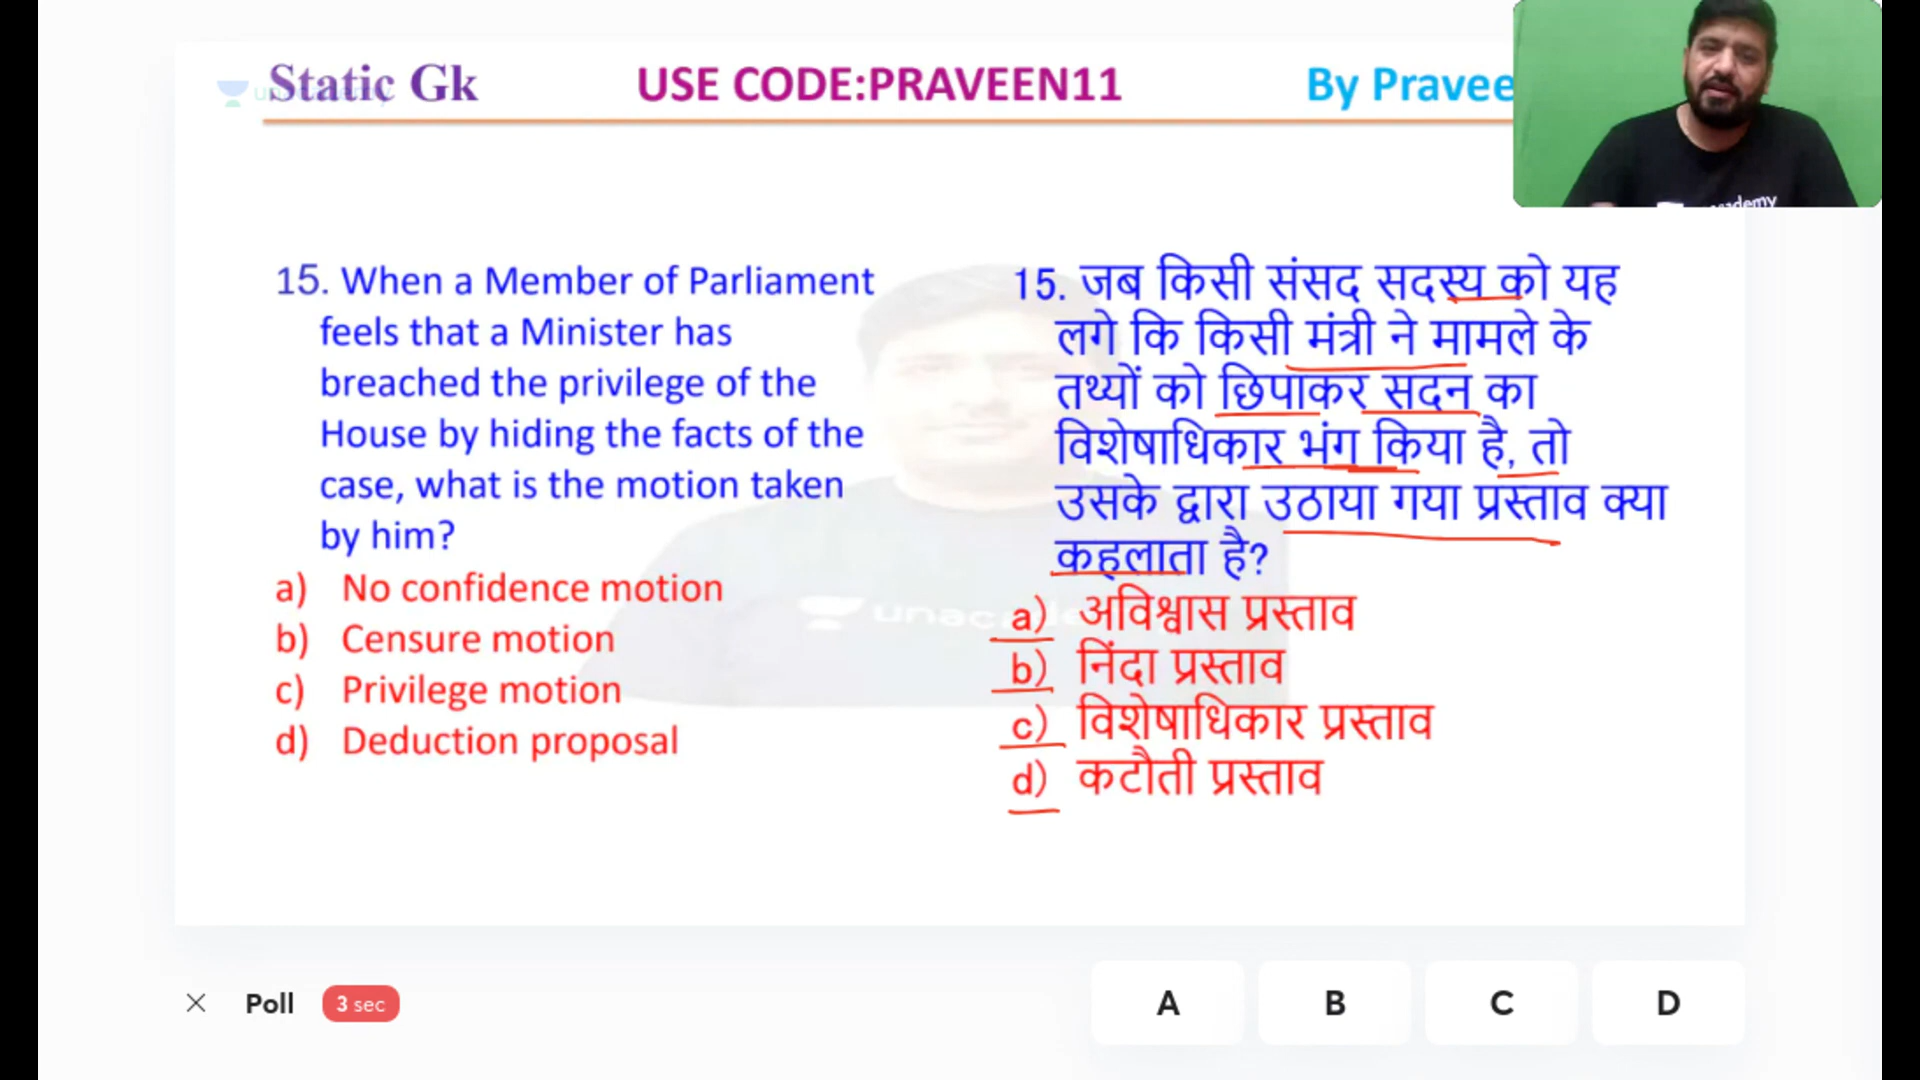 Static Gk
USE CODE:PRAVEEN11
By Pravee
unacademy
15. When a Member of Parliament
feels that a Minister has
breached the privilege of the
House by hiding the facts of the
case, what is the motion taken
by him?
a) No confidence motion
b) Censure motion
c) Privilege motion
d) Deduction proposal
15. जब किसी संसद सदस्य को यह
लगे कि किसी मंत्री ने मामले के
तथ्यों को छिपाकर सदन का
विशेषाधिकार भंग किया है, तो
उसके द्वारा उठाया गया प्रस्ताव क्या
कहलाता है?
a) अविश्वास प्रस्ताव
b) निंदा प्रस्ताव
c) विशेषाधिकार प्रस्ताव
d) कटौती प्रस्ताव
Poll 3 sec
A B C D